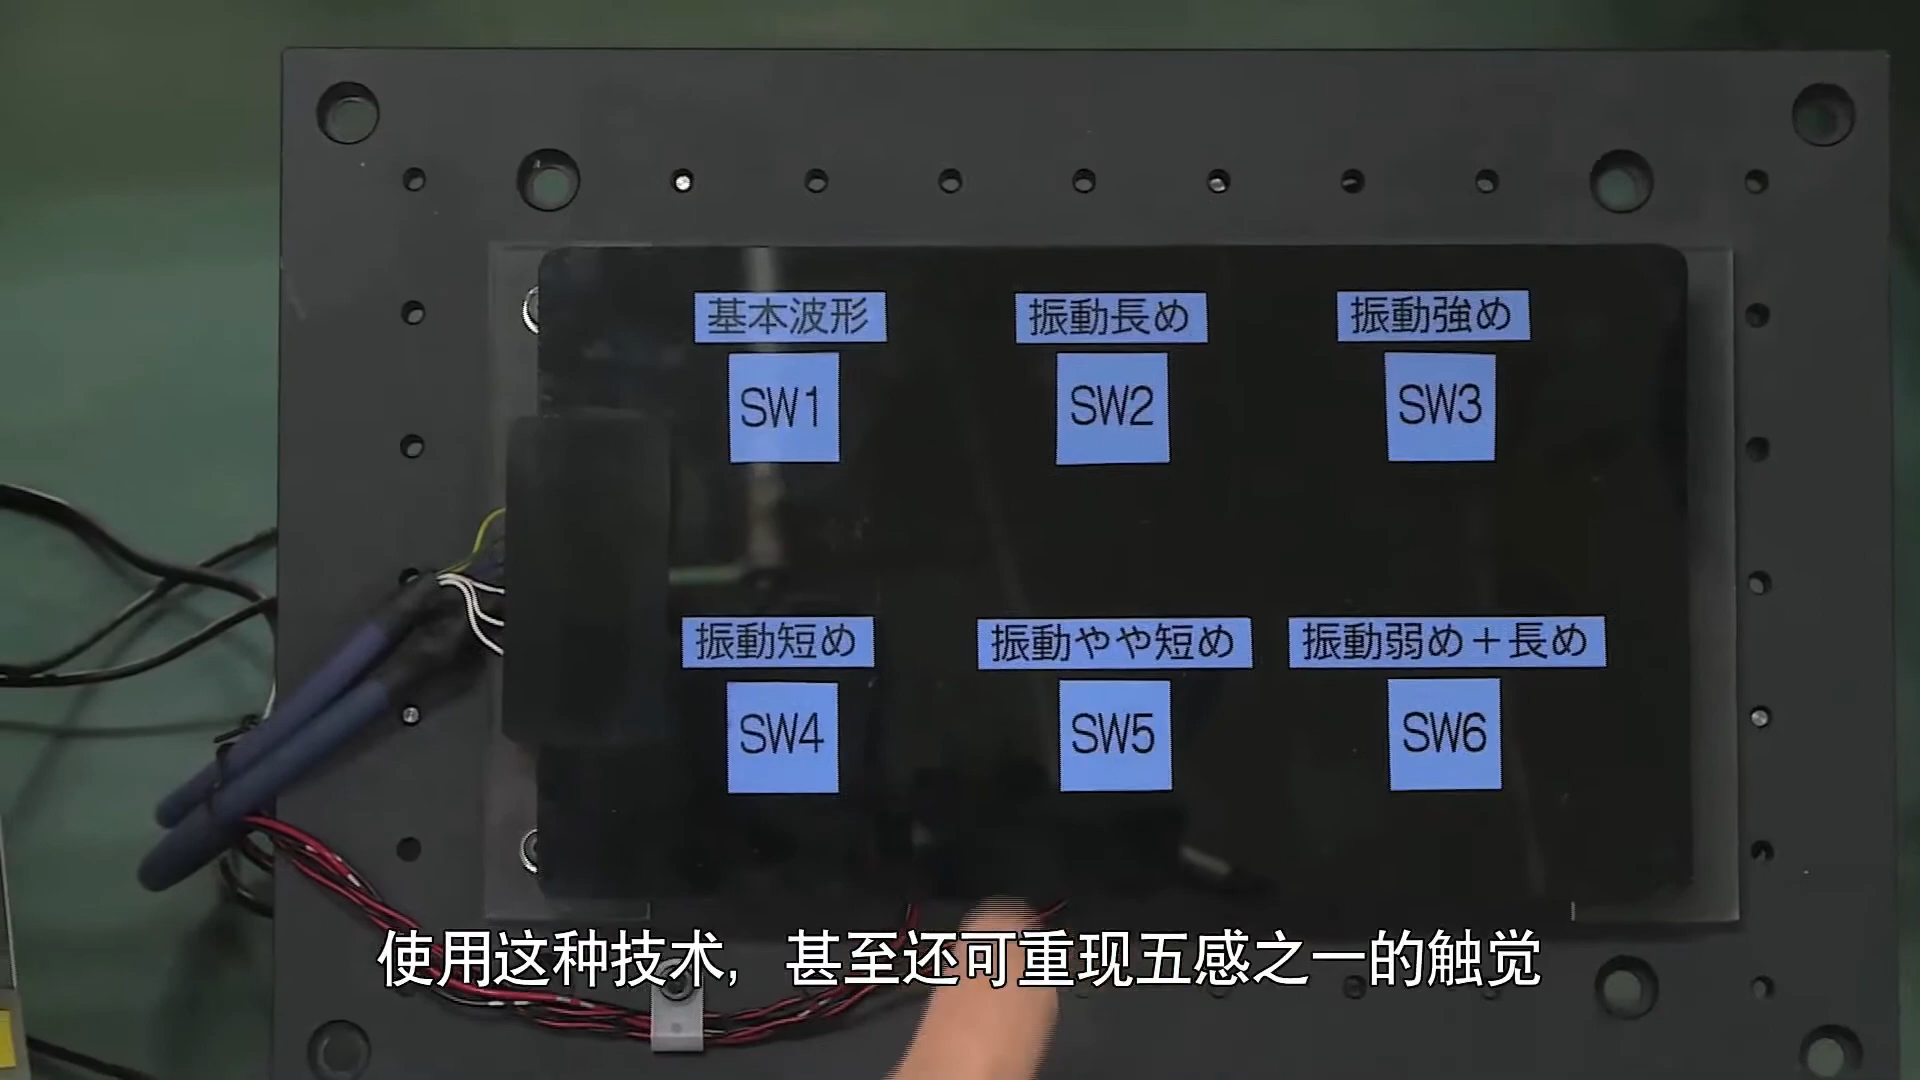 基本波形
振動長め
振動強め
SW1
SW2
SW3
振動短め
振動やや短め
振動弱め＋長め
SW4
SW5
SW6
使用这种技术，甚至还可重现五感之一的触觉